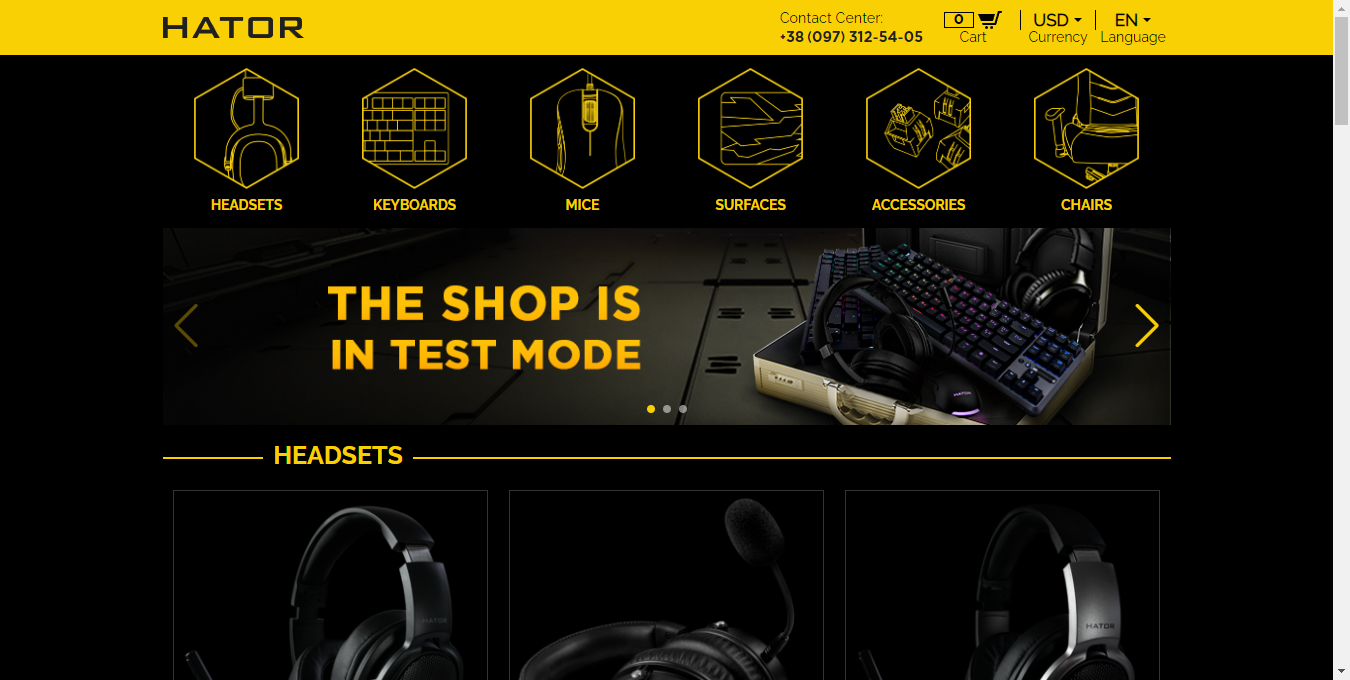 HATOR
Contact Center:
+38 (097) 312-54-05
0
Cart
USD
Currency
EN
Language
HEADSETS
KEYBOARDS
MICE
SURFACES
ACCESSORIES
CHAIRS
THE SHOP IS
IN TEST MODE
HATOR
HEADSETS
HATOR
HATOR